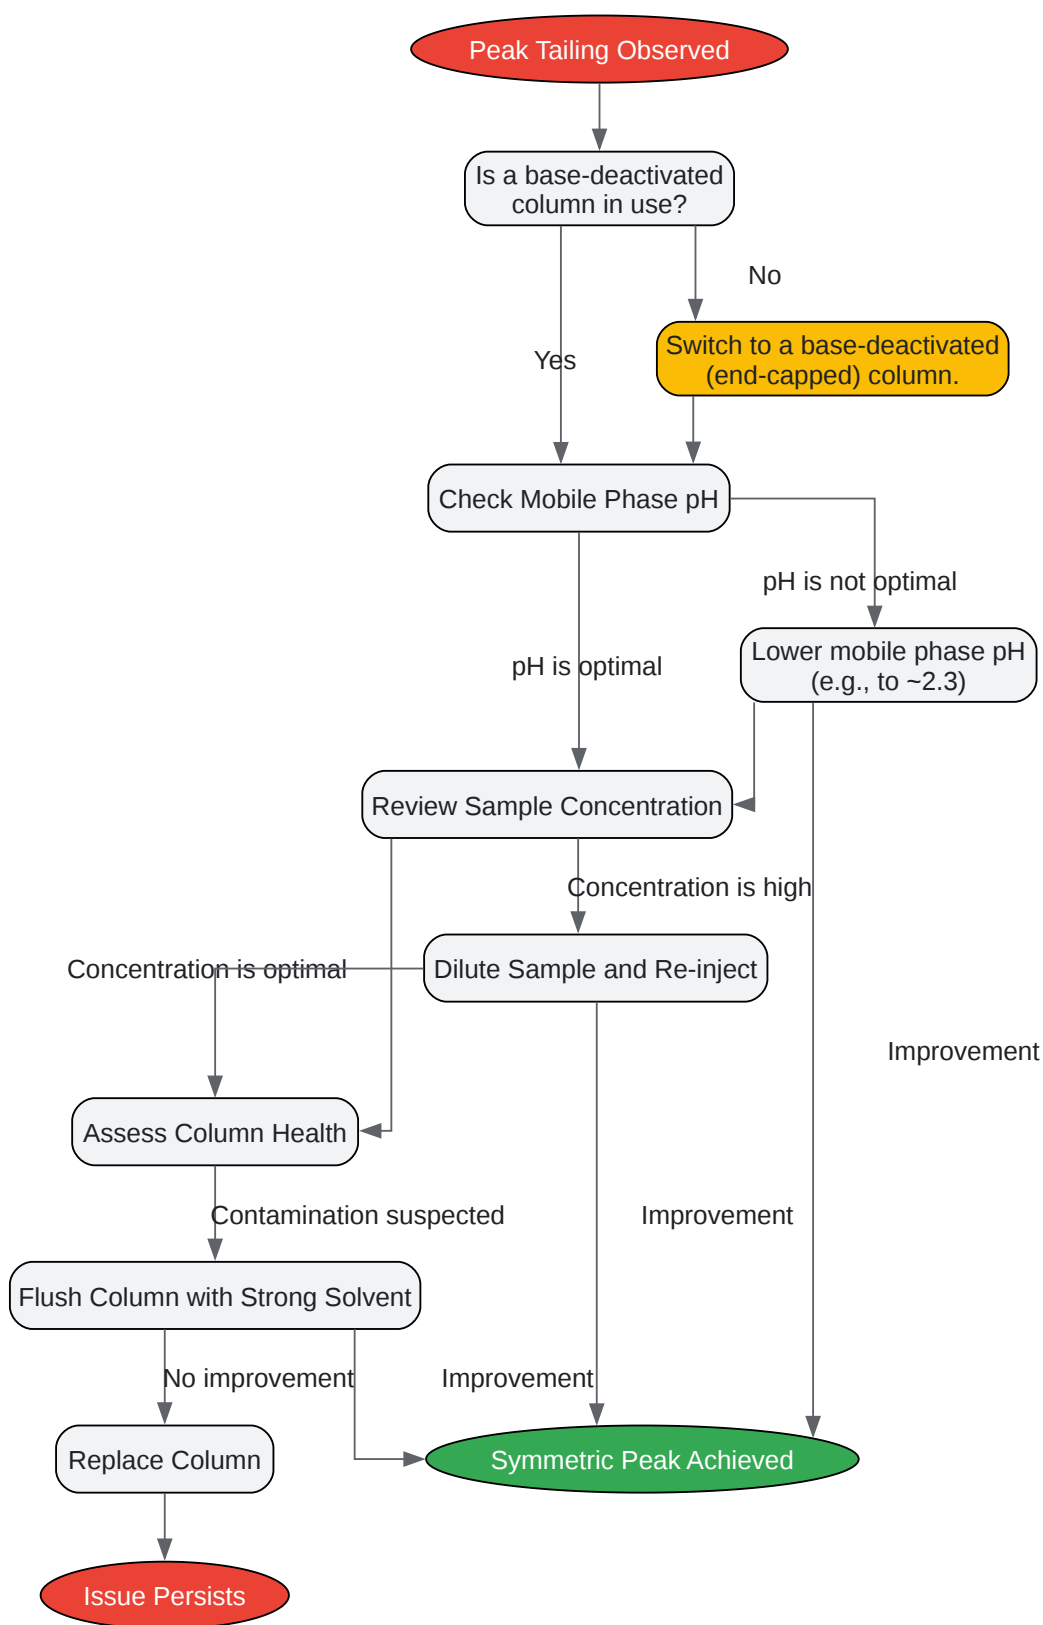 Peak Tailing Observed
Is a base-deactivated
column in use?
No
Switch to a base-deactivated
(end-capped) column.
Yes
Check Mobile Phase pH
pH is not optimal
Lower mobile phase pH
(e.g., to ~2.3)
pH is optimal
Review Sample Concentration
Concentration is high
Concentration is optimal
Dilute Sample and Re-inject
Improvement
Assess Column Health
Contamination suspected
Improvement
Flush Column with Strong Solvent
No improvement
Improvement
Replace Column
Symmetric Peak Achieved
Issue Persists